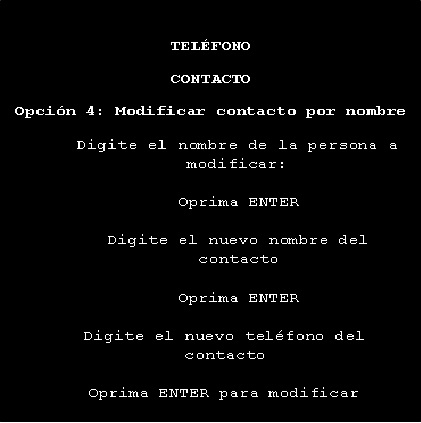 TELÉFONO
CONTACTO
Opción 4: Modificar contacto por nombre
Digite el nombre de la persona a
modificar:
Oprima ENTER
Digite el nuevo nombre del
contacto
Oprima ENTER
Digite el nuevo teléfono del
contacto
Oprima ENTER para modificar